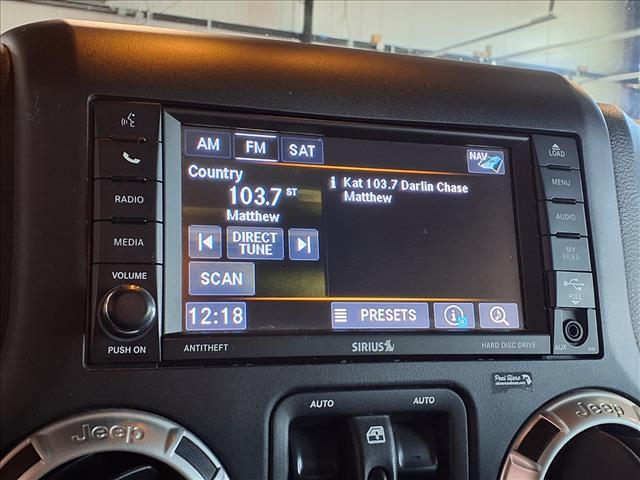 AM FM SAT NAV
Country
103.7 ST
Matthew
i Kat 103.7 Darlin Chase
Matthew
DIRECT
TUNE
SCAN
12:18 PRESETS
RADIO
MEDIA
VOLUME
PUSH ON
LOAD
MENU
AUDIO
MY
FILES
PULL
AUX
ANTITHEFT SIRIUS HARD DISC DRIVE
AUTO AUTO
Jeep Jeep